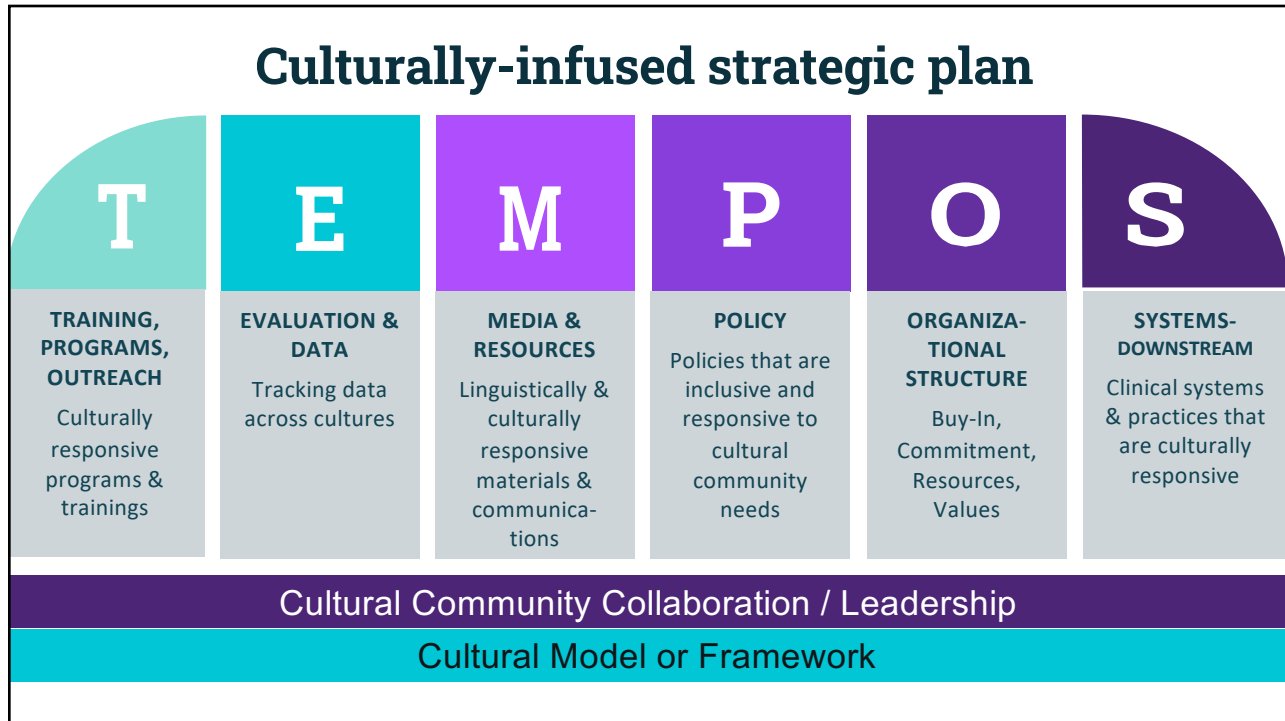 Culturally-infused strategic plan
T
E
M
P
O
S
TRAINING,
PROGRAMS,
OUTREACH
Culturally
responsive
programs &
trainings
EVALUATION &
DATA
Tracking data
across cultures
MEDIA &
RESOURCES
Linguistically &
culturally
responsive
materials &
communica-
tions
POLICY
Policies that are
inclusive and
responsive to
cultural
community
needs
ORGANIZA-
TIONAL
STRUCTURE
Buy-In,
Commitment,
Resources,
Values
SYSTEMS-
DOWNSTREAM
Clinical systems
& practices that
are culturally
responsive
Cultural Community Collaboration / Leadership
Cultural Model or Framework